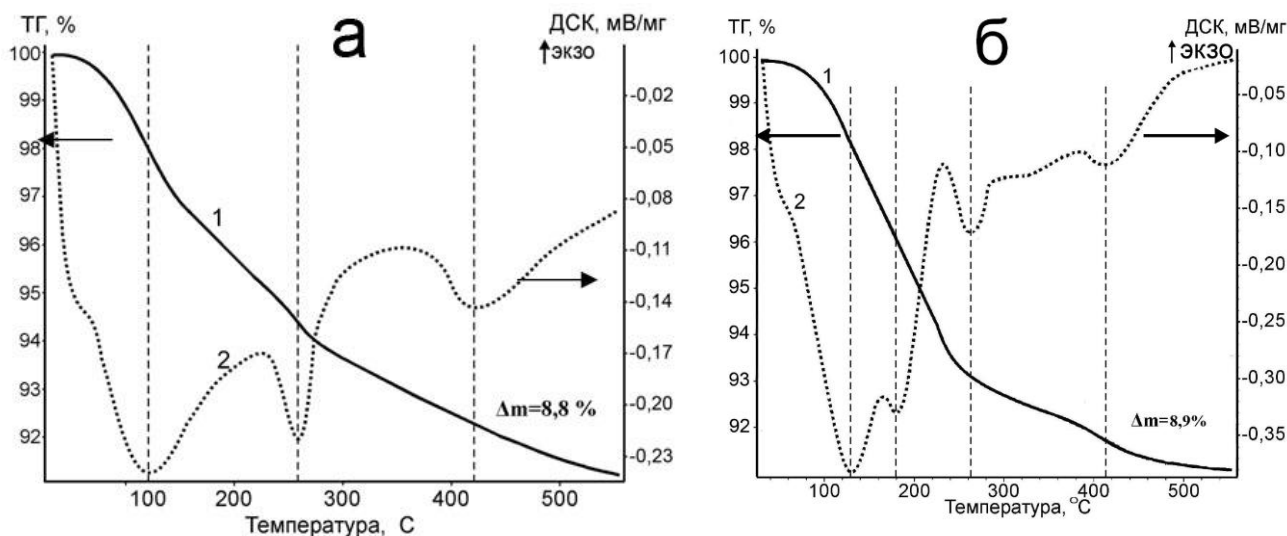 ТГ, %
а
ДСК, мВ/мг
↑экзо
100
99
98
97
96
95
94
93
92
1
2
-0,02
-0,05
-0,08
-0,11
-0,14
-0,17
-0,20
-0,23
Δm=8,8 %
100 200 300 400 500
Температура, С
ТГ, %
б
ДСК, мВ/мг
↑ЭКЗО
100
99
98
97
96
95
94
93
92
1
2
-0,05
-0,10
-0,15
-0,20
-0,25
-0,30
-0,35
Δm=8,9%
100 200 300 400 500
Температура, °С